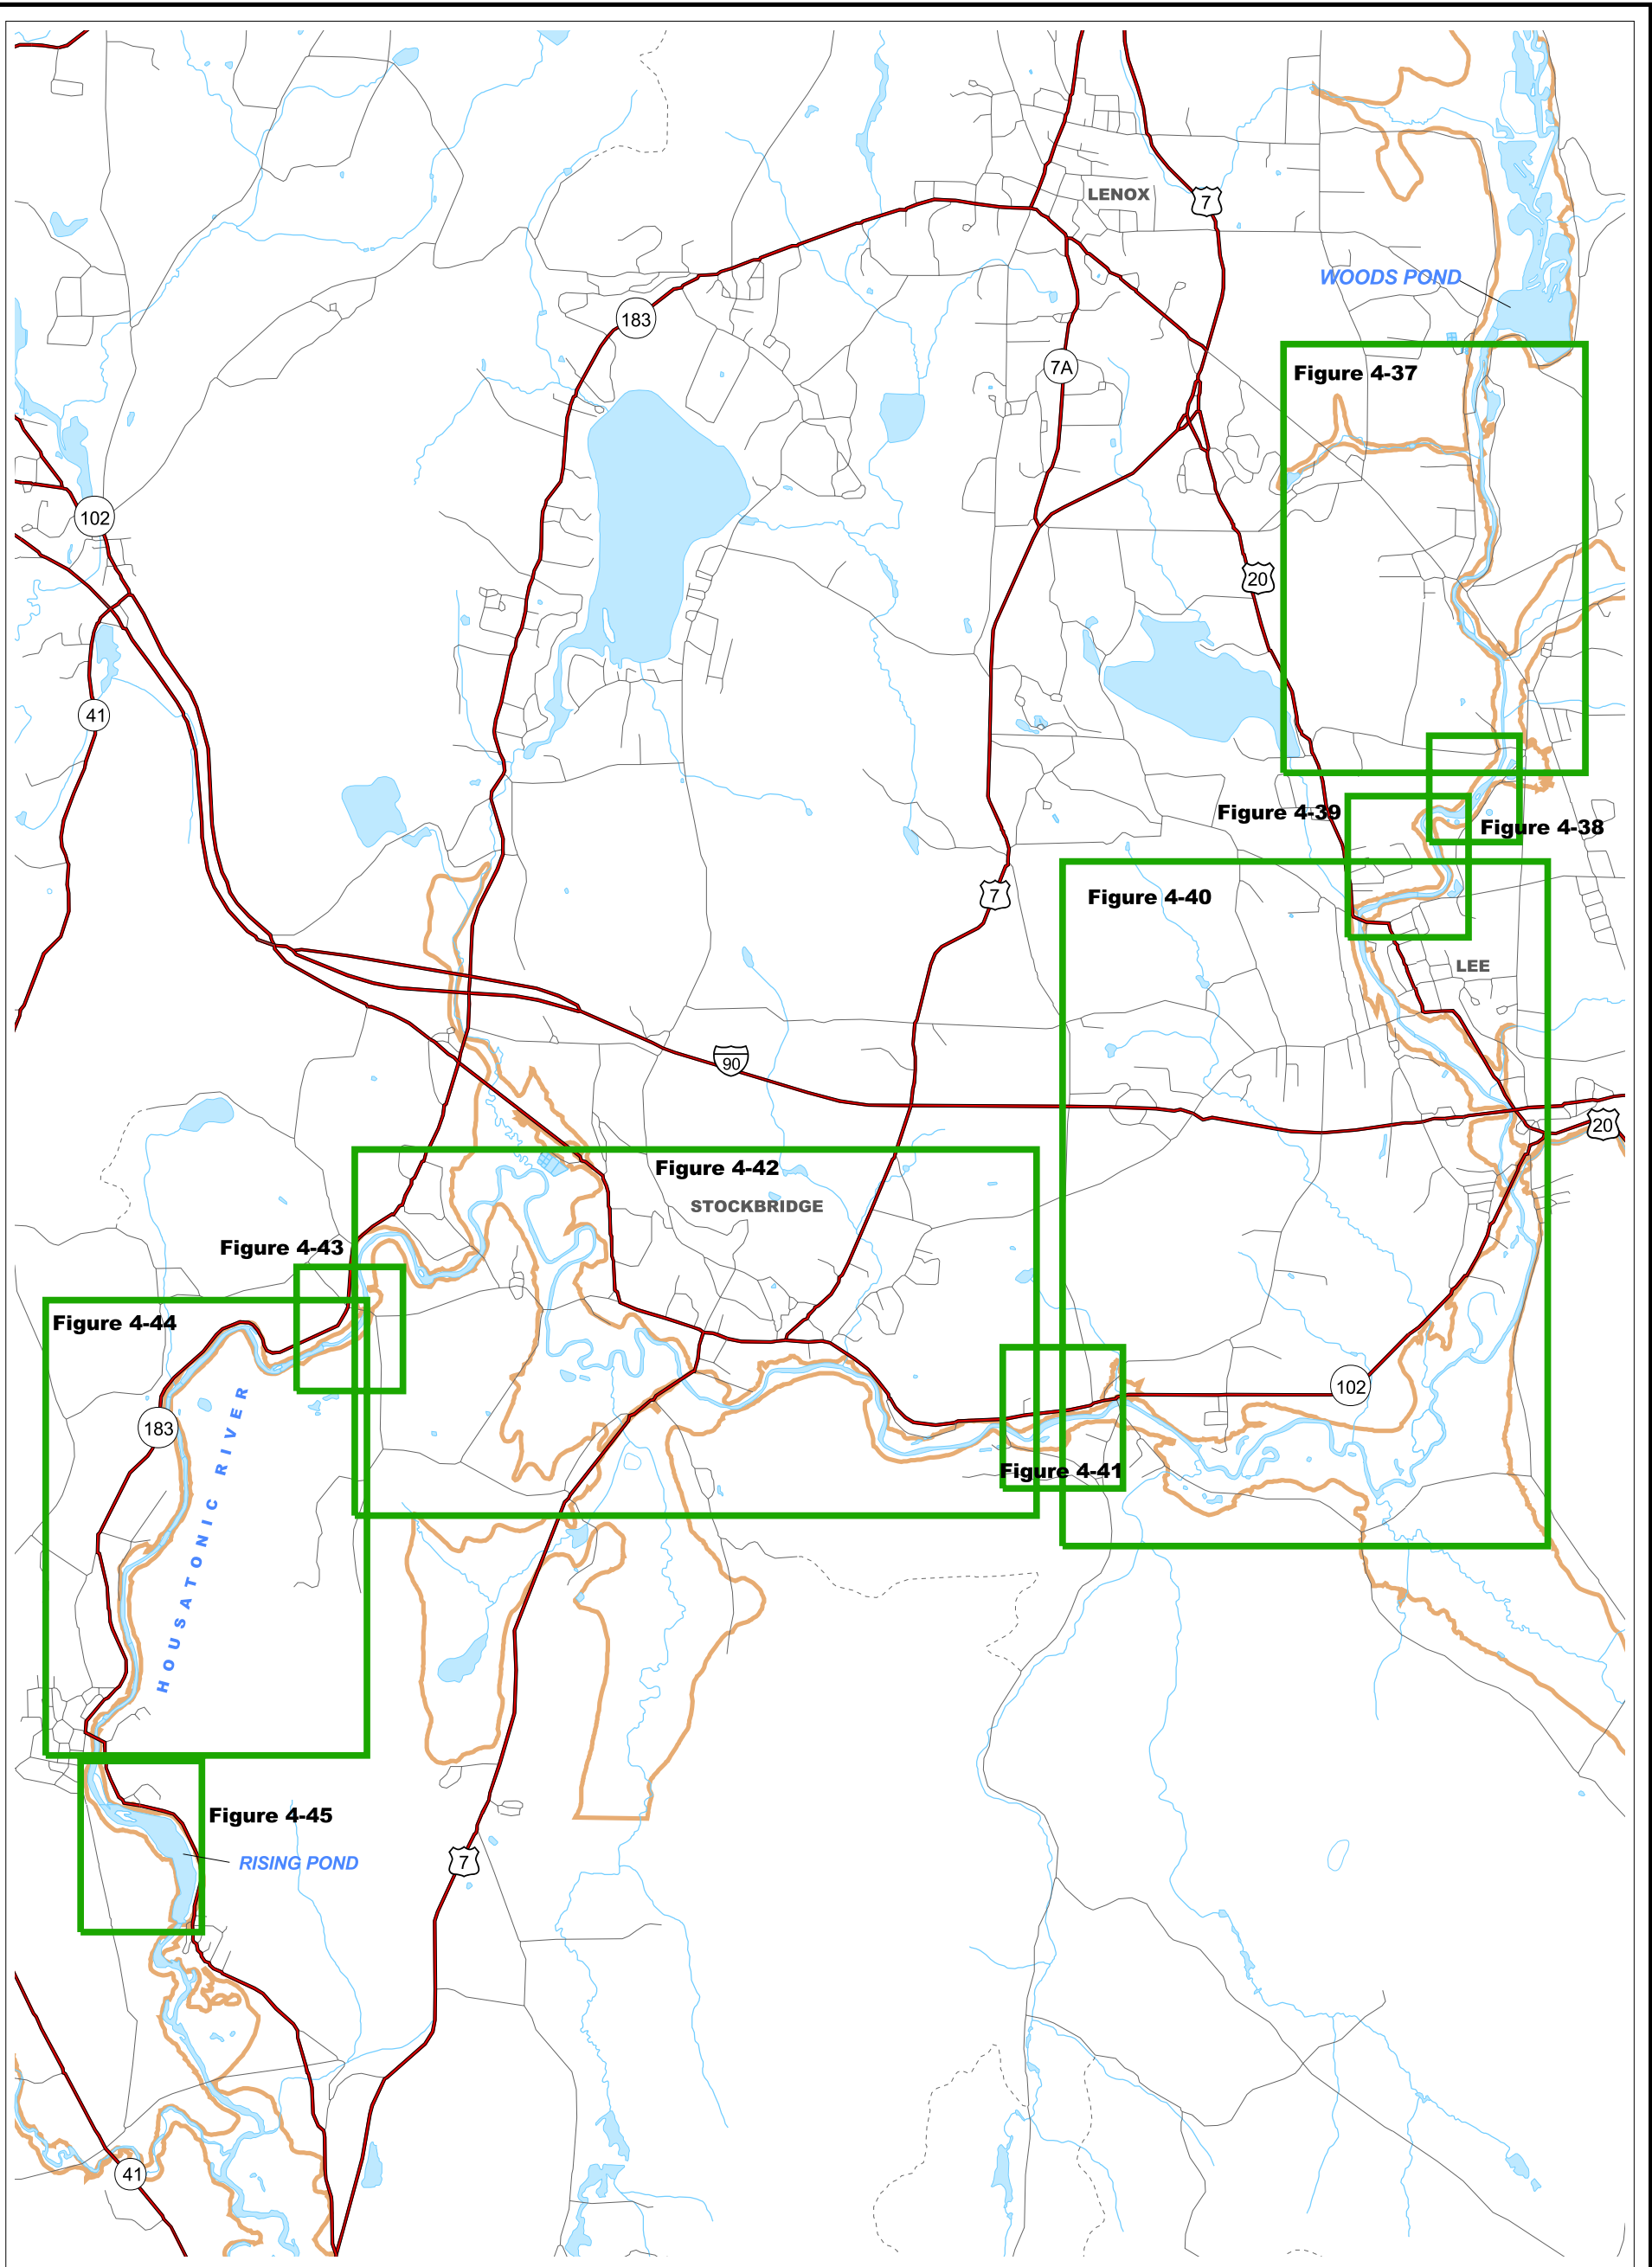 LENOX
7
WOODS POND
183
7A
Figure 4-37
102
20
41
Figure 4-39
Figure 4-38
7
Figure 4-40
LEE
90
20
Figure 4-42
STOCKBRIDGE
Figure 4-43
Figure 4-44
102
183
HOUSATONIC RIVER
Figure 4-41
Figure 4-45
RISING POND
7
41